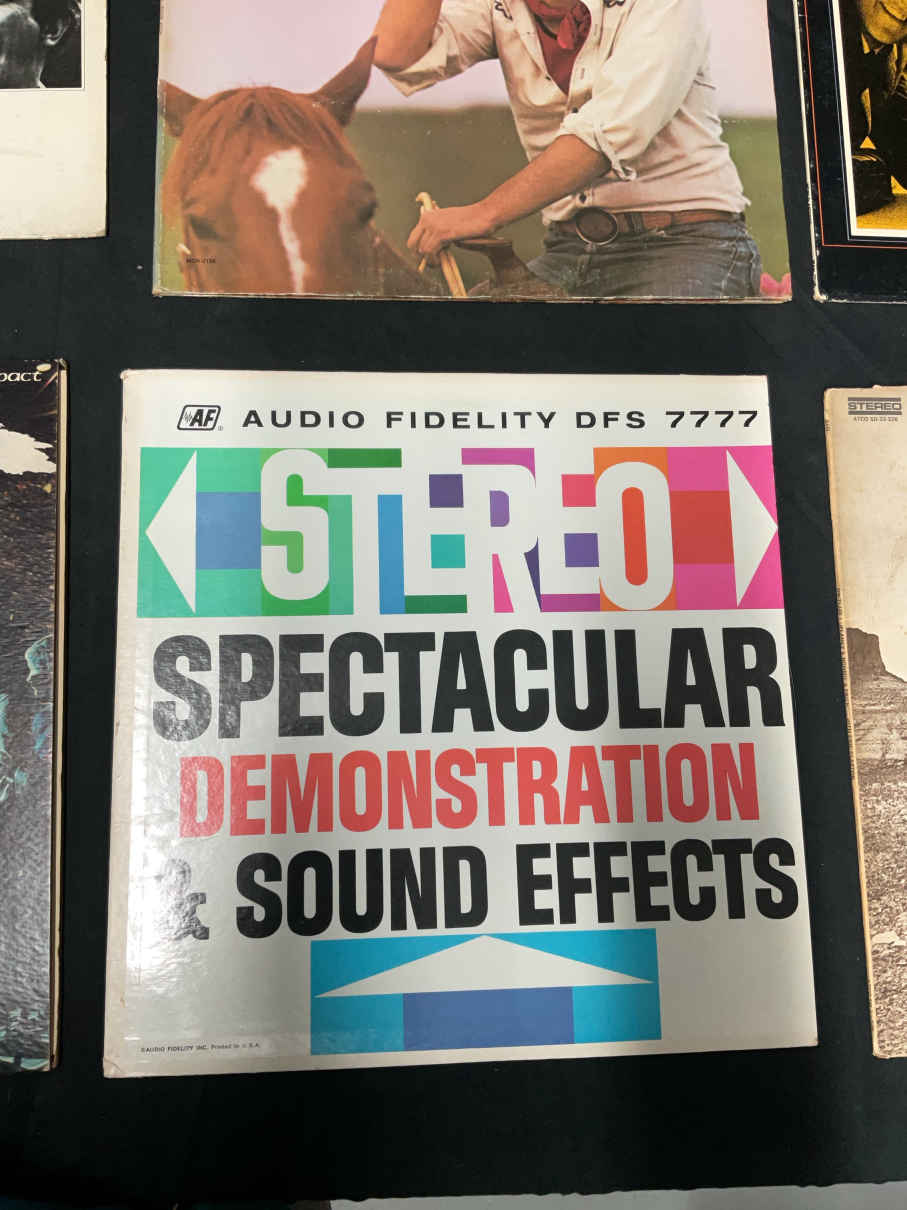 pact
STEREO
AF® AUDIO FIDELITY DFS 7777
STEREO
SPECTACULAR
DEMONSTRATION
& SOUND EFFECTS
©AUDIO FIDELITY INC. Printed in U.S.A.